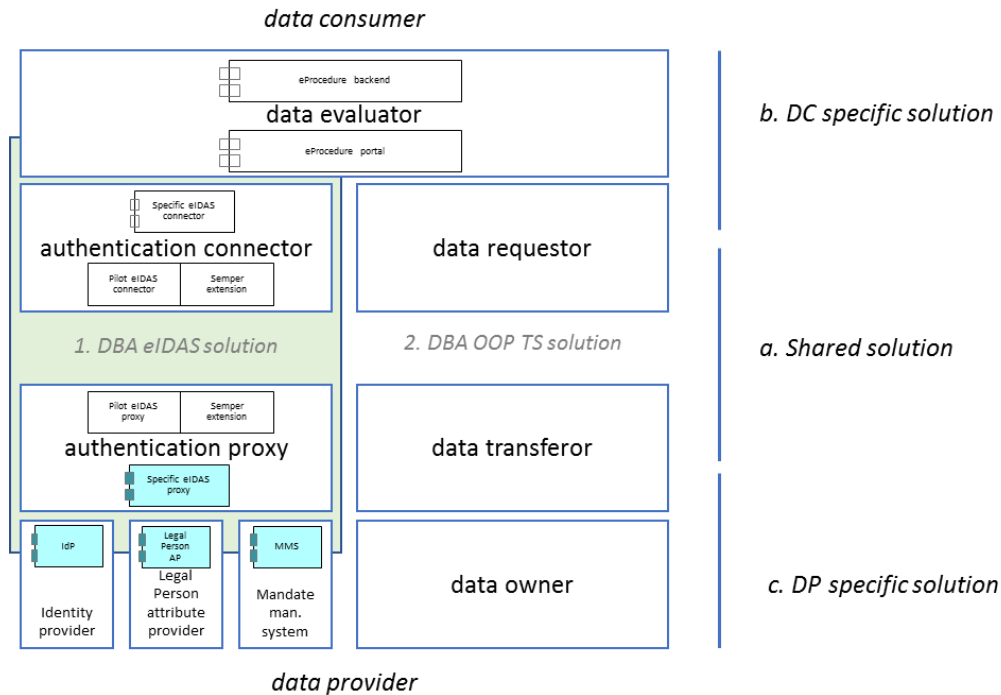 data consumer
eProcedure backend
data evaluator
eProcedure portal
b. DC specific solution
Specific eIDAS
connector
authentication connector
Pilot eIDAS
connector
Semper
extension
data requestor
1. DBA eIDAS solution
2. DBA OOP TS solution
a. Shared solution
Pilot eIDAS
proxy
Semper
extension
authentication proxy
Specific eIDAS
proxy
data transferor
IdP
Identity
provider
Legal
Person
AP
Legal
Person
attribute
provider
MMS
Mandate
man.
system
data owner
c. DP specific solution
data provider